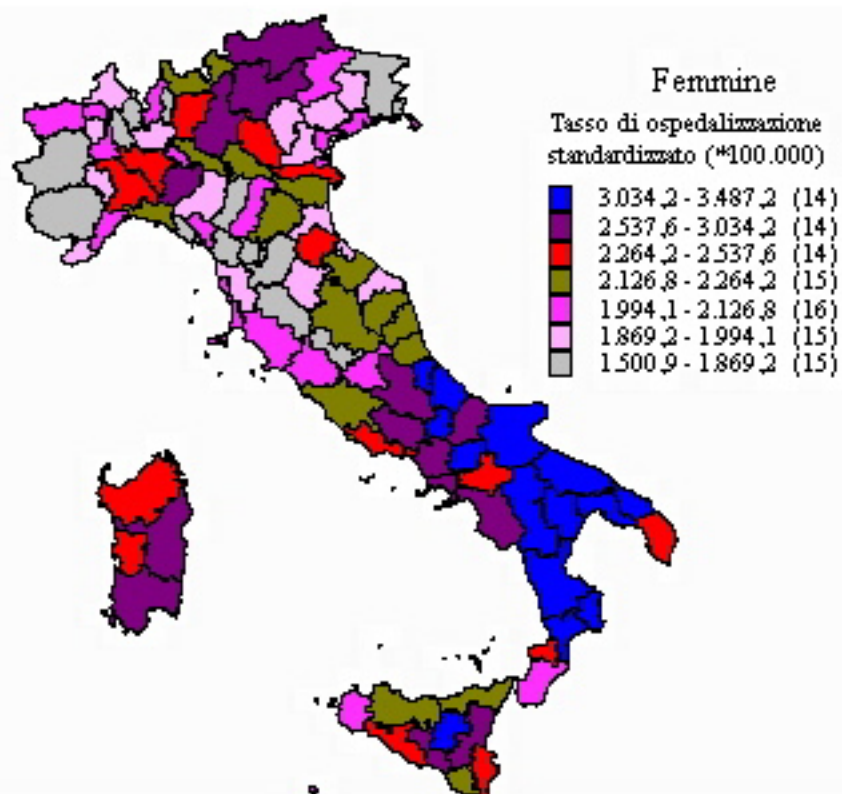 Femmine
Tasso di ospedalizzazione
standardizzato (*100.000)
3.034,2 - 3.487,2 (14)
2.537,6 - 3.034,2 (14)
2.264,2 - 2.537,6 (14)
2.126,8 - 2.264,2 (15)
1.994,1 - 2.126,8 (16)
1.869,2 - 1.994,1 (15)
1.500,9 - 1.869,2 (15)